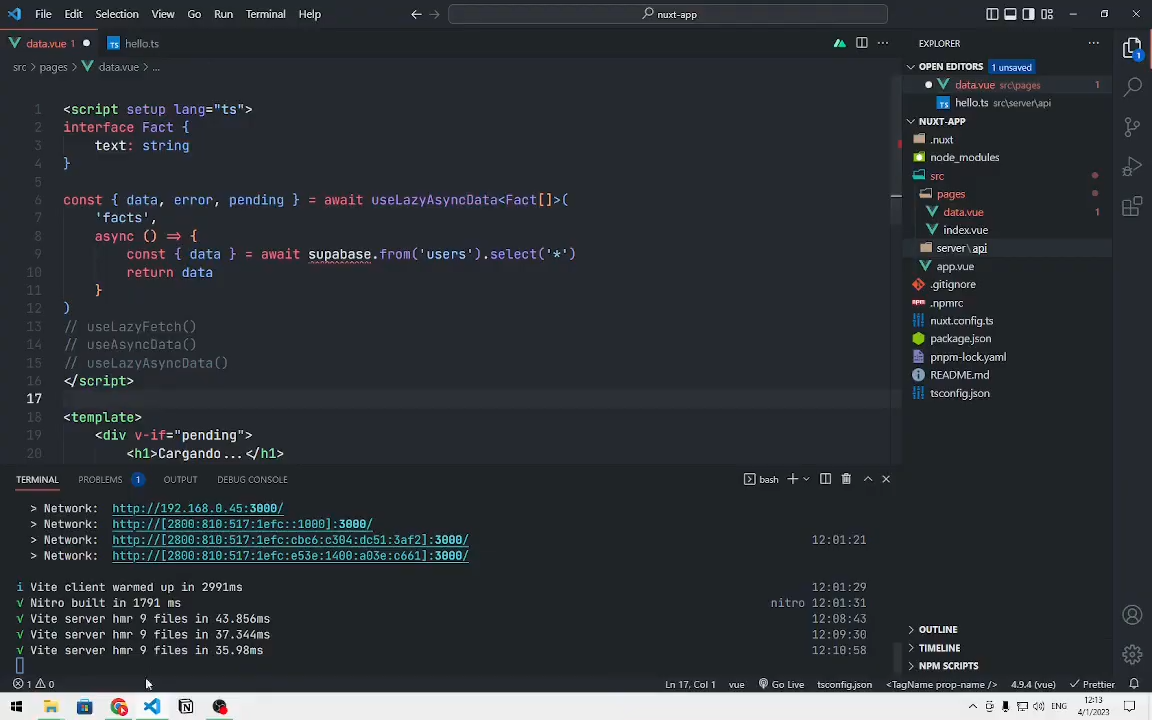 File Edit Selection View Go Run Terminal Help
nuxt-app
data.vue 1
TS hello.ts
src > pages > data.vue > ...
1 <script setup lang="ts">
2 interface Fact {
3 text: string
4 }
5
6 const { data, error, pending } = await useLazyAsyncData<Fact[]>(
7 'facts',
8 async () => {
9 const { data } = await supabase.from('users').select('*')
10 return data
11 }
12 )
13 // useLazyFetch()
14 // useAsyncData()
15 // useLazyAsyncData()
16 </script>
17
18 <template>
19 <div v-if="pending">
20 <h1>Cargando...</h1>
EXPLORER
OPEN EDITORS 1 unsaved
data.vue src\pages 1
TS hello.ts src\server\api
NUXT-APP
.nuxt
node_modules
src
pages
data.vue 1
index.vue
server\api
app.vue
.gitignore
.npmrc
nuxt.config.ts
package.json
pnpm-lock.yaml
README.md
tsconfig.json
OUTLINE
TIMELINE
NPM SCRIPTS
1
TERMINAL PROBLEMS 1 OUTPUT DEBUG CONSOLE
bash
> Network: http://192.168.0.45:3000/
> Network: http://[2800:810:517:1efc::1000]:3000/
> Network: http://[2800:810:517:1efc:cbc6:c304:dc51:3af2]:3000/ 12:01:21
> Network: http://[2800:810:517:1efc:e53e:1400:a03e:c661]:3000/
i Vite client warmed up in 2991ms 12:01:29
√ Nitro built in 1791 ms nitro 12:01:31
√ Vite server hmr 9 files in 43.856ms 12:08:43
√ Vite server hmr 9 files in 37.344ms 12:09:30
√ Vite server hmr 9 files in 35.98ms 12:10:58
1 0
Ln 17, Col 1 vue Go Live tsconfig.json <TagName prop-name /> 4.9.4 (vue) Prettier
ENG
12:13
4/1/2023